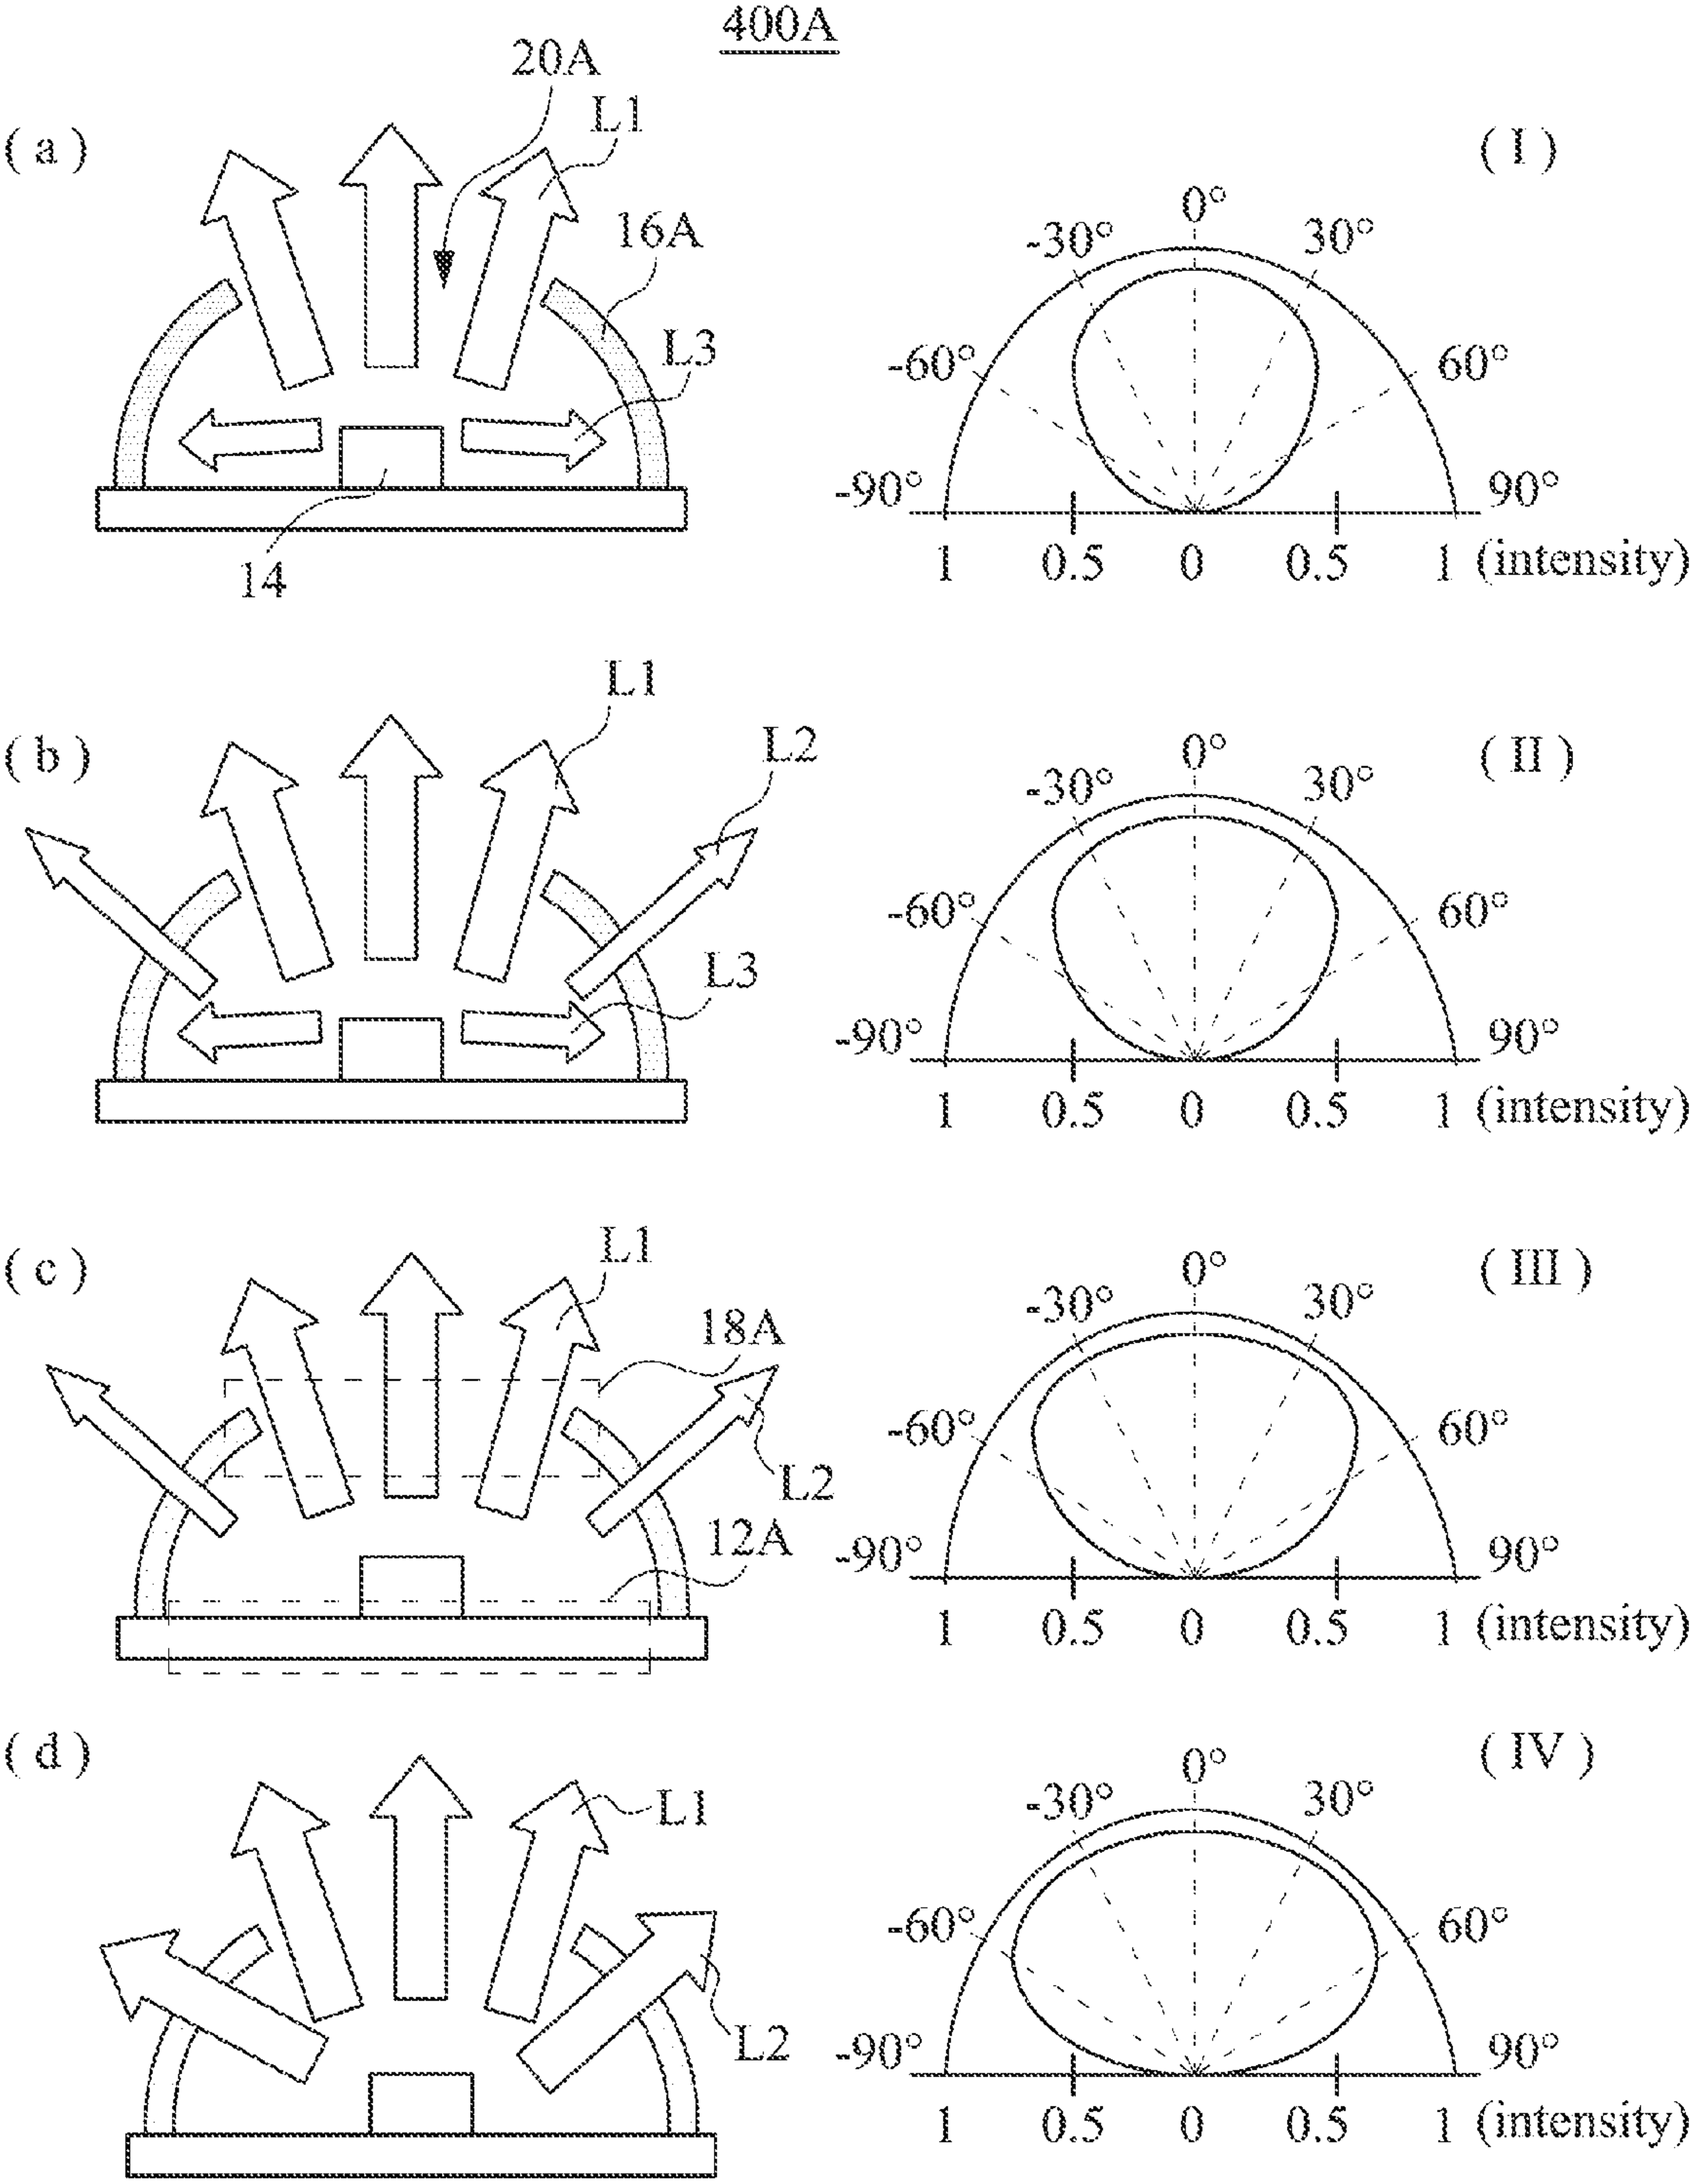 400A
20A
L1
( a )
16A
L3
14
( I )
0°
-30° 30°
-60° 60°
-90° 90°
1 0.5 0 0.5 1 (intensity)
L1
( b )
L2
L3
( II )
0°
-30° 30°
-60° 60°
-90° 90°
1 0.5 0 0.5 1 (intensity)
L1
( c )
18A
L2
12A
( III )
0°
-30° 30°
-60° 60°
-90° 90°
1 0.5 0 0.5 1 (intensity)
( d )
L1
L2
( IV )
0°
-30° 30°
-60° 60°
-90° 90°
1 0.5 0 0.5 1 (intensity)